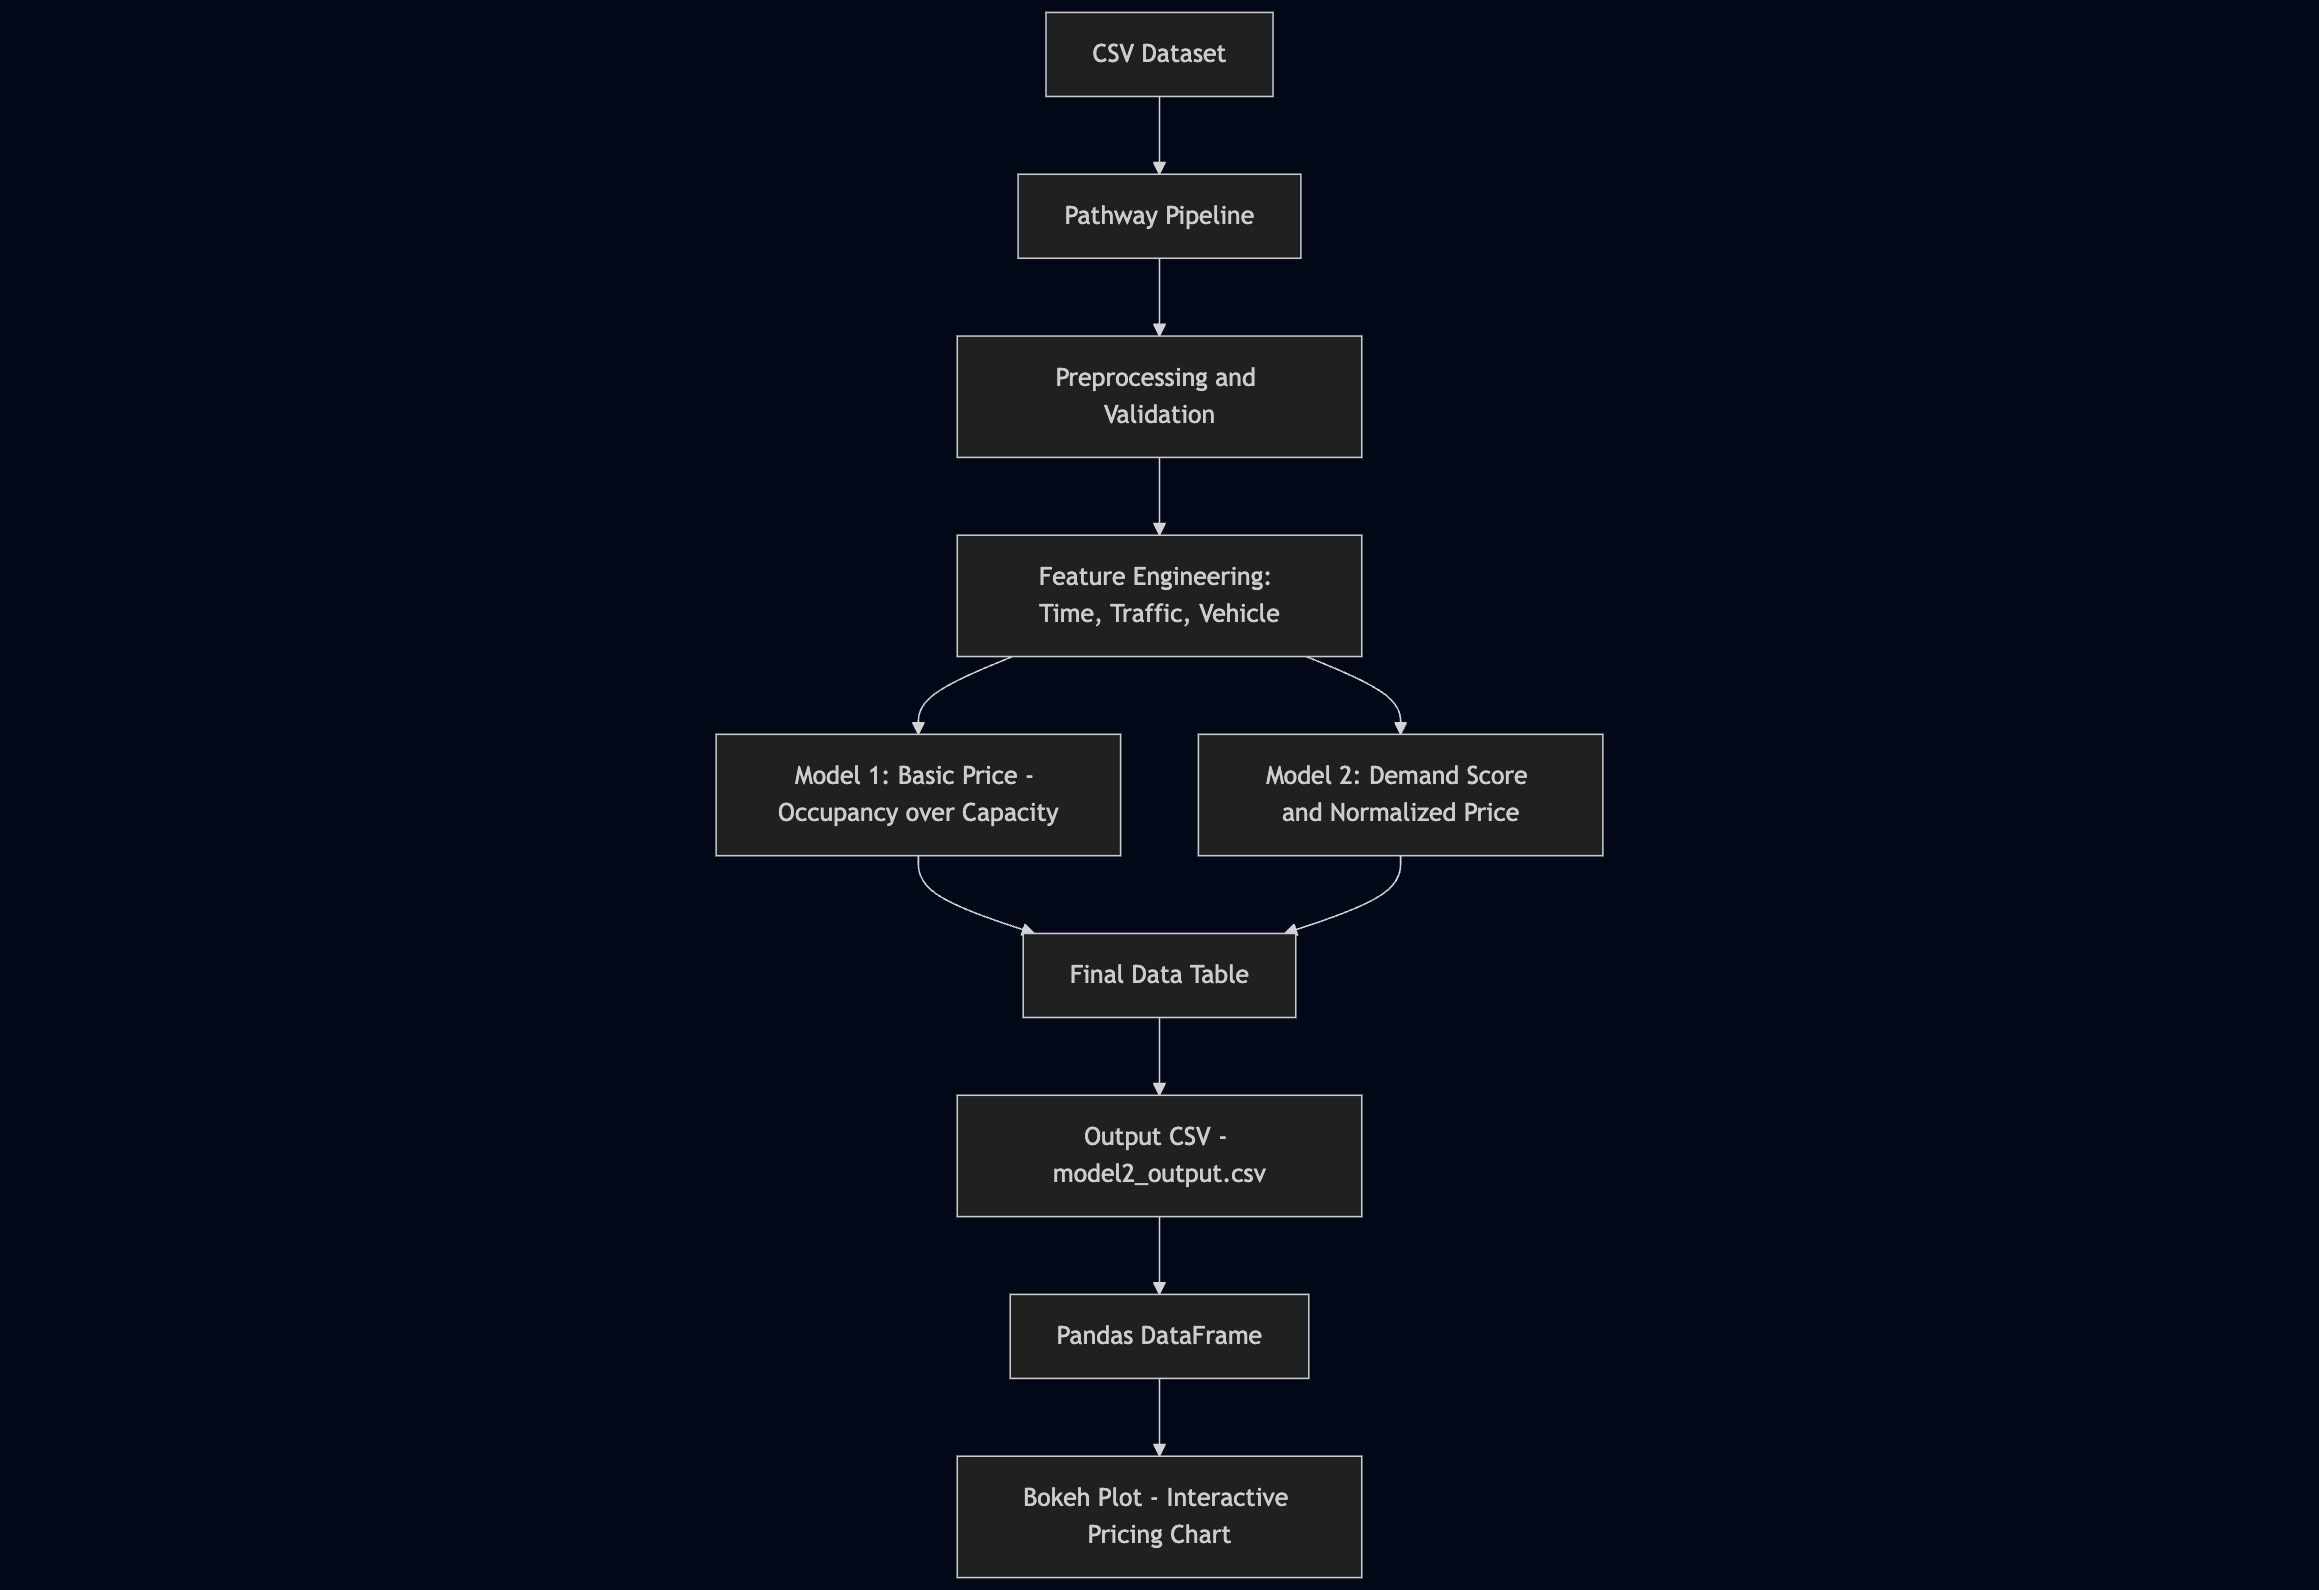 CSV Dataset
Pathway Pipeline
Preprocessing and
Validation
Feature Engineering:
Time, Traffic, Vehicle
Model 1: Basic Price -
Occupancy over Capacity
Model 2: Demand Score
and Normalized Price
Final Data Table
Output CSV -
model2_output.csv
Pandas DataFrame
Bokeh Plot - Interactive
Pricing Chart